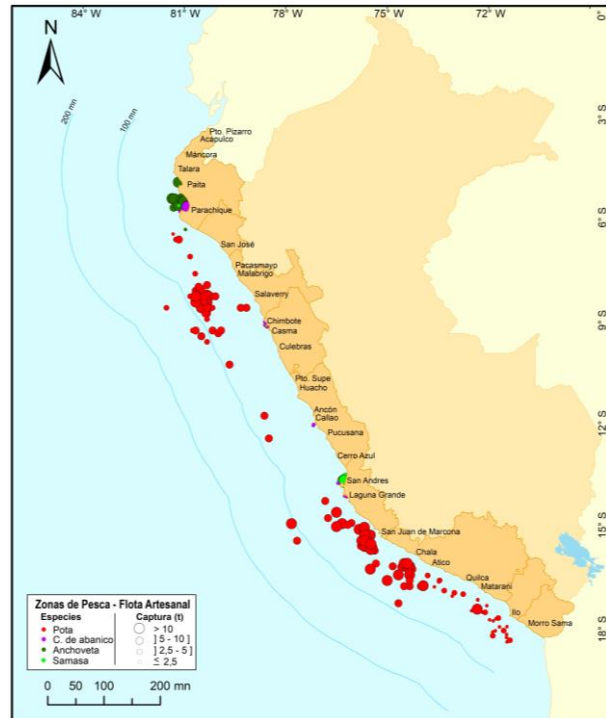 84° W
81° W
78° W
75° W
72° W
0°
N
3°S
6°S
9°S
12°S
15°S
18°S
200 mn
100 mn
Pto. Pizarro
Acapulco
Máncora
Talara
Paita
Parachique
San José
Pacasmayo
Malabrigo
Salaverry
Chimbote
Casma
Culebras
Pto. Supe
Huacho
Ancón
Callao
Pucusana
Cerro Azul
San Andres
Laguna Grande
San Juan de Marcona
Chala
Atico
Quilca
Matarani
Ilo
Morro Sama
Zonas de Pesca - Flota Artesanal
Especies Captura (t)
Pota > 10
C. de abanico ] 5 - 10 ]
Anchoveta ] 2,5 - 5 ]
Samasa ≤ 2,5
0 50 100 200 mn